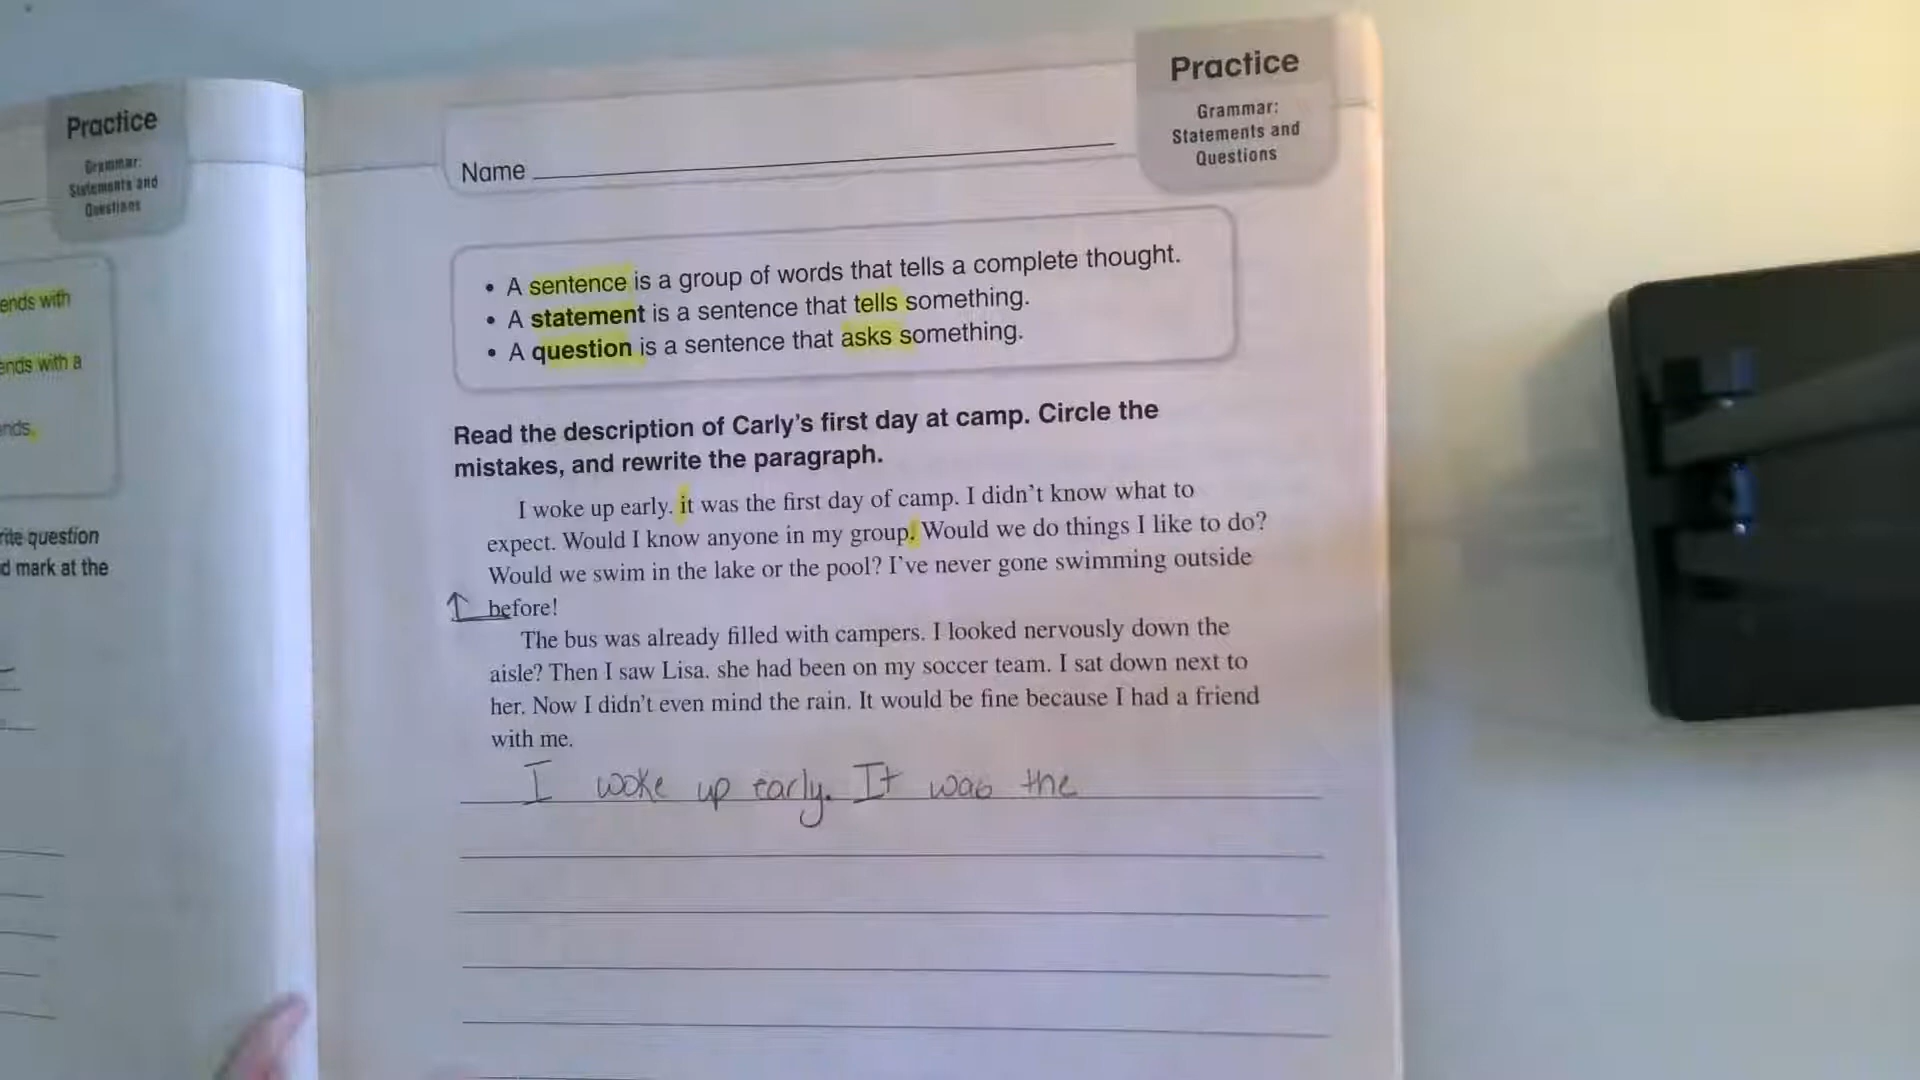 Practice
Grammar:
Statements and
Questions
ends with
ends with a
ends.
rite question
d mark at the
Practice
Grammar:
Statements and
Questions
Name
• A sentence is a group of words that tells a complete thought.
• A statement is a sentence that tells something.
• A question is a sentence that asks something.
Read the description of Carly's first day at camp. Circle the
mistakes, and rewrite the paragraph.
I woke up early. it was the first day of camp. I didn't know what to
expect. Would I know anyone in my group. Would we do things I like to do?
Would we swim in the lake or the pool? I've never gone swimming outside
before!
The bus was already filled with campers. I looked nervously down the
aisle? Then I saw Lisa. she had been on my soccer team. I sat down next to
her. Now I didn't even mind the rain. It would be fine because I had a friend
with me.
I woke up early. It was the